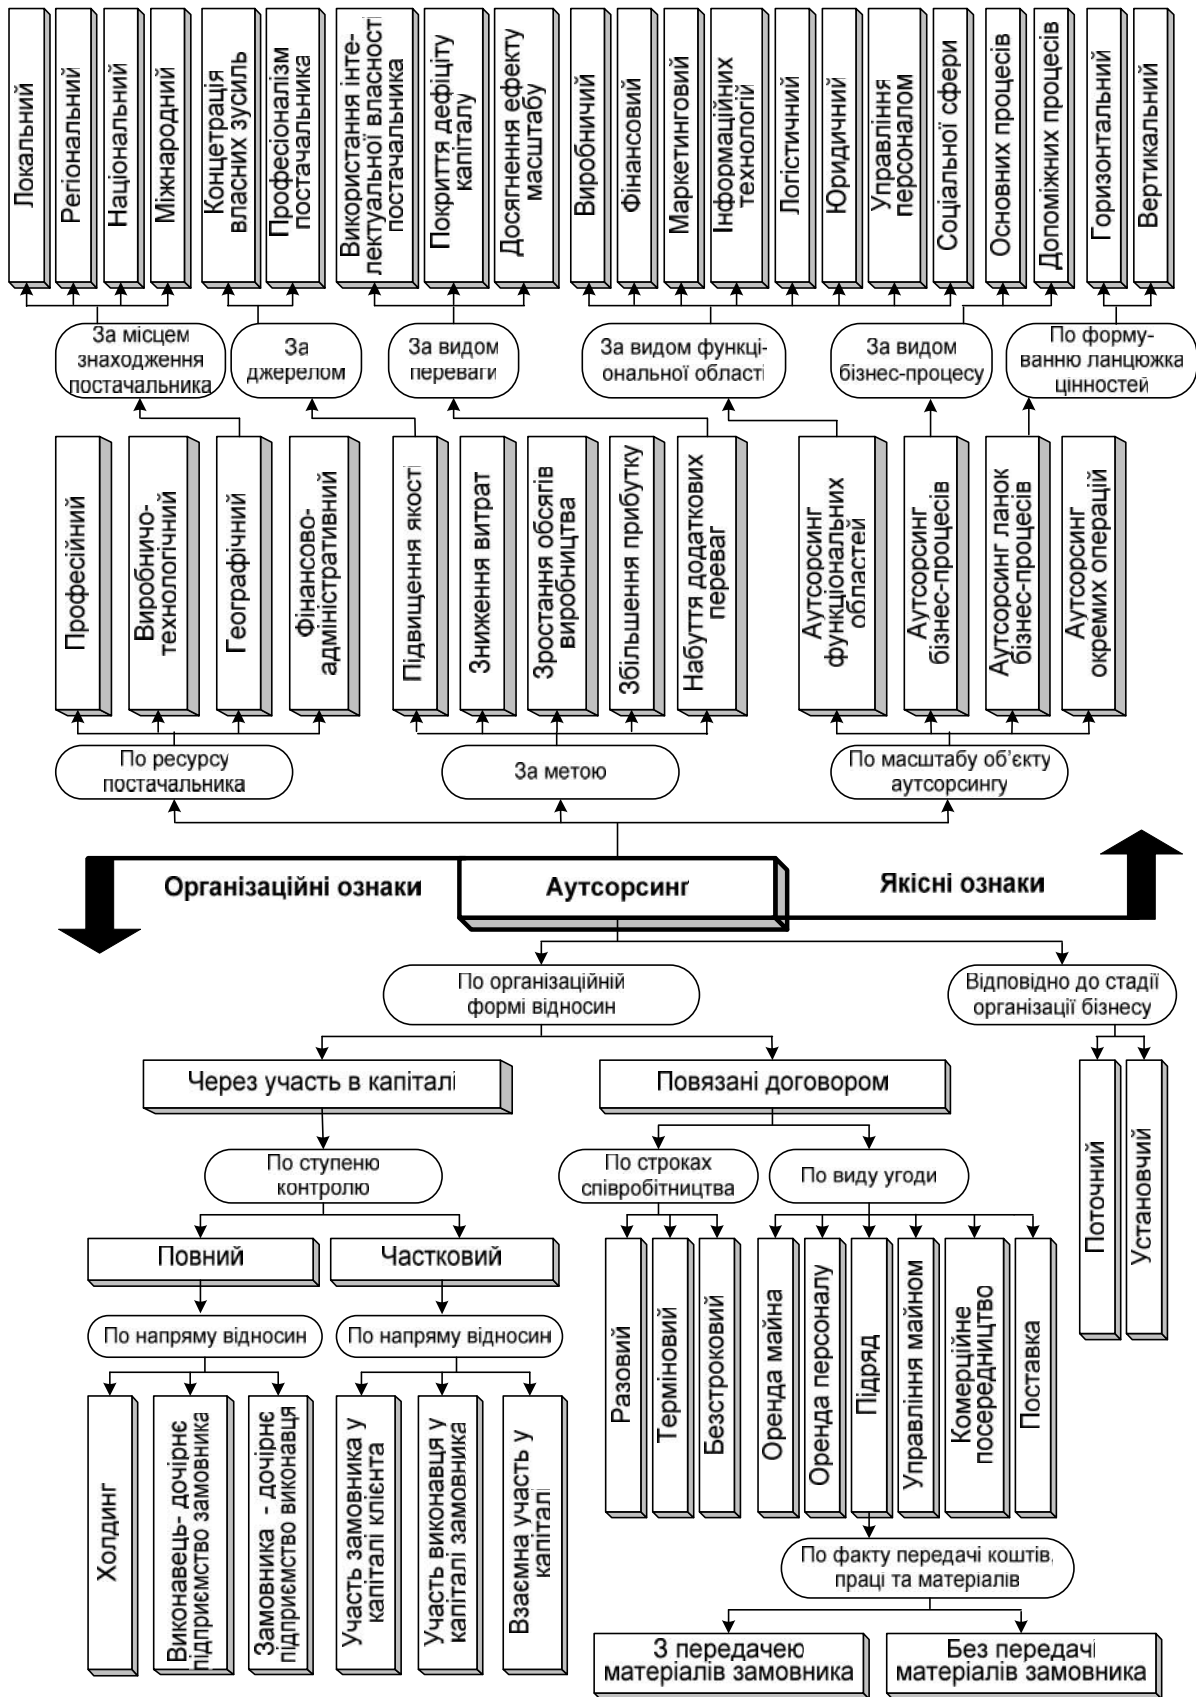 Локальний
Регіональний
Національний
Міжнародний
Концетрація
власних зусиль
Професіоналізм
постачальника
Використання інте-
лектуальної власності
постачальника
Покриття дефіциту
капіталу
Досягнення ефекту
масштабу
Виробничий
Фінансовий
Маркетинговий
Інформаційних
технологій
Логістичний
Юридичний
Управління
персоналом
Соціальної сфери
Основних процесів
Допоміжних процесів
Горизонтальний
Вертикальний
За місцем
знаходження
постачальника
За
джерелом
За видом
переваги
За видом функці-
ональної області
За видом
бізнес-процесу
По форму-
ванню ланцюжка
цінностей
Професійний
Виробничо-
технологічний
Географічний
Фінансово-
адміністративний
Підвищення якості
Зниження витрат
Зростання обсягів
виробництва
Збільшення прибутку
Набуття додаткових
переваг
Аутсорсинг
функціональних
областей
Аутсорсинг
бізнес-процесів
Аутсорсинг ланок
бізнес-процесів
Аутсорсинг
окремих операцій
По ресурсу
постачальника
За метою
По масштабу об’єкту
аутсорсингу
Організаційні ознаки
Аутсорсинг
Якісні ознаки
По організаційній
формі відносин
Відповідно до стадії
організації бізнесу
Через участь в капіталі
Повязані договором
Поточний
Установчий
По ступеню
контролю
По строках
співробітництва
По виду угоди
Повний
Частковий
Разовий
Терміновий
Безстроковий
Оренда майна
Оренда персоналу
Підряд
Управління майном
Комерційне
посередництво
Поставка
По напряму відносин
По напряму відносин
Холдинг
Виконавець- дочірнє
підприємство замовника
Замовника - дочірнє
підприємство виконавця
Участь замовника у
капіталі клієнта
Участь виконавця у
капіталі замовника
Взаємна участь у
капіталі
По факту передачі коштів,
праці та матеріалів
З передачею
матеріалів замовника
Без передачі
матеріалів замовника